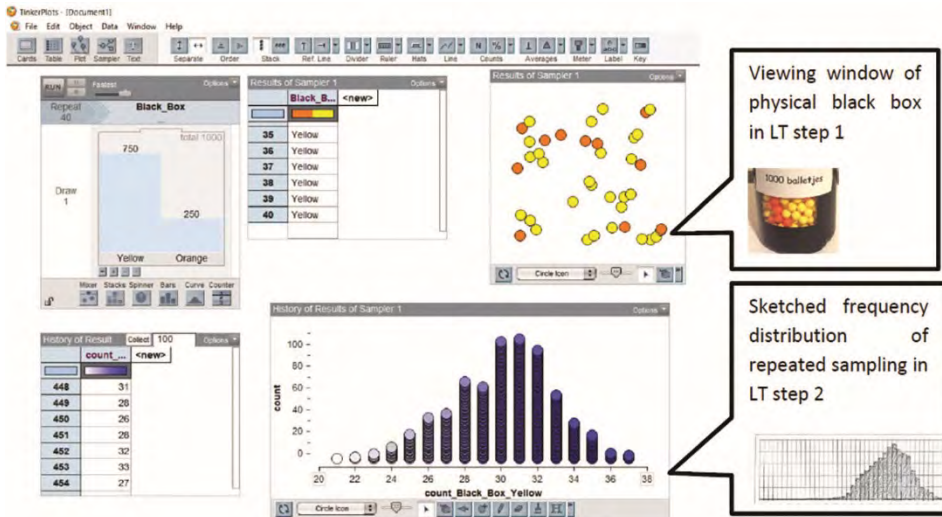 TinkerPlots - [Document1]
File Edit Object Data Window Help
Cards Table Plot Sampler Text Separate Order Stack Ref. Line Divider Ruler Hats Line Counts Averages Meter Label Key
RUN Fastest Options
Repeat
40
Black_Box
total 1000
750
Draw
1
250
Yellow Orange
Mixer Stacks Spinner Bars Curve Counter
Results of Sampler 1 Options
Black_B... <new>
35 Yellow
36 Yellow
37 Yellow
38 Yellow
39 Yellow
40 Yellow
Results of Sampler 1 Options
Circle Icon
Viewing window of
physical black box
in LT step 1
1000 balletjes
History of Result Collect 100 Options
count_... <new>
448 31
449 28
450 26
451 26
452 32
453 33
454 27
History of Results of Sampler 1 Options
count
100
80
60
40
20
0
20 22 24 26 28 30 32 34 36 38
count_Black_Box_Yellow
Circle Icon
Sketched frequency
distribution of
repeated sampling in
LT step 2